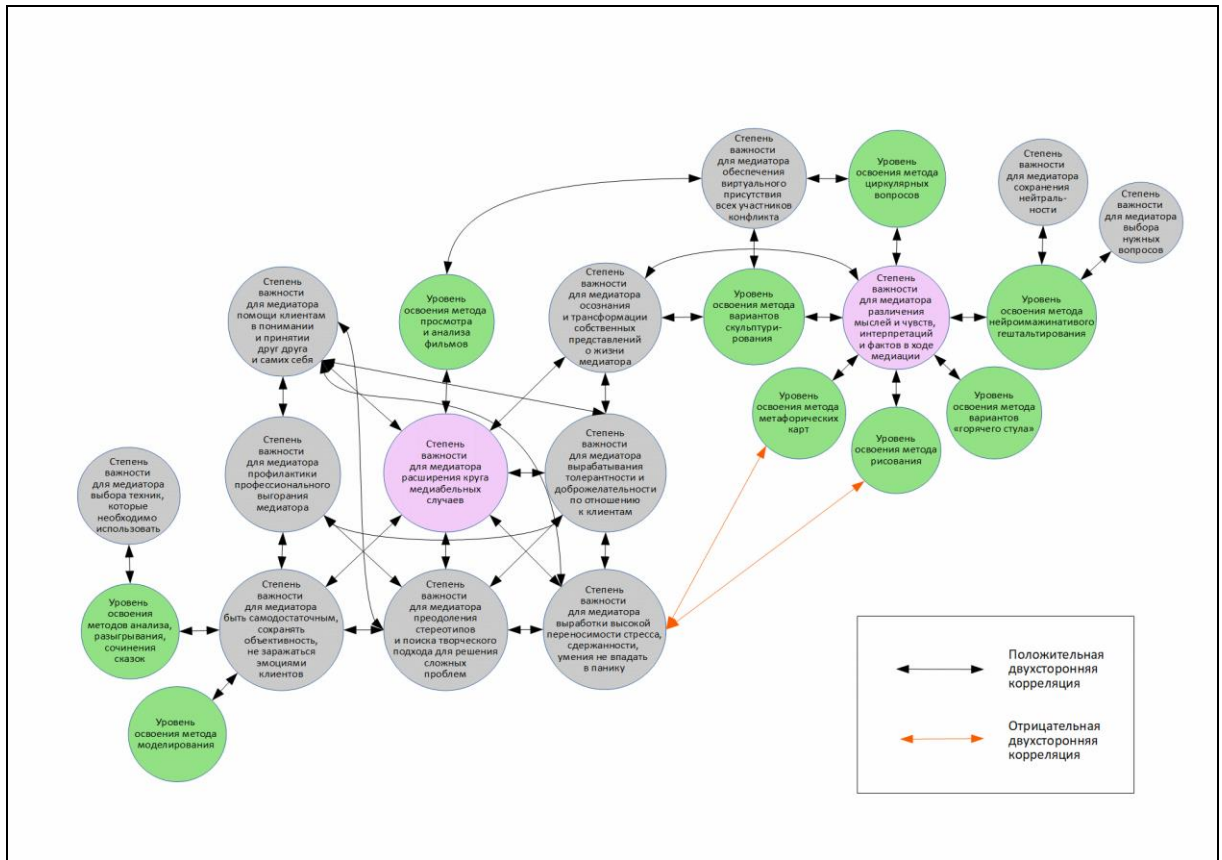 Степень
важности
для медиатора
обеспечения
виртуального
присутствия
всех участников
конфликта
Уровень
освоения метода
циркулярных
вопросов
Степень
важности
для медиатора
сохранения
нейтраль-
ности
Степень
важности
для медиатора
выбора
нужных
вопросов
Степень
важности
для медиатора
помощи клиентам
в понимании
и принятии
друг друга
и самих себя
Уровень
освоения метода
просмотра
и анализа
фильмов
Степень
важности
для медиатора
осознания
и трансформации
собственных
представлений
о жизни
медиатора
Уровень
освоения метода
вариантов
скульптури-
рования
Степень
важности
для медиатора
различения
мыслей и чувств,
интерпретаций
и фактов в ходе
медиации
Уровень
освоения метода
нейроимажинативного
гештальтирования
Уровень
освоения метода
метафорических
карт
Уровень
освоения метода
рисования
Уровень
освоения метода
вариантов
«горячего стула»
Степень
важности
для медиатора
выбора техник,
которые
необходимо
использовать
Степень
важности
для медиатора
профилактики
профессионального
выгорания
медиатора
Степень
важности
для медиатора
расширения круга
медиабельных
случаев
Степень
важности
для медиатора
вырабатывания
толерантности и
доброжелательности
по отношению
к клиентам
Уровень
освоения
методов анализа,
разыгрывания,
сочинения
сказок
Степень
важности
для медиатора
быть самодостаточным,
сохранять
объективность,
не заражаться
эмоциями
клиентов
Степень
важности
для медиатора
преодоления
стереотипов
и поиска творческого
подхода для решения
сложных
проблем
Степень
важности
для медиатора
выработки высокой
переносимости стресса,
сдержанности,
умения не впадать
в панику
Уровень
освоения метода
моделирования
Положительная
двухсторонняя
корреляция
Отрицательная
двухсторонняя
корреляция